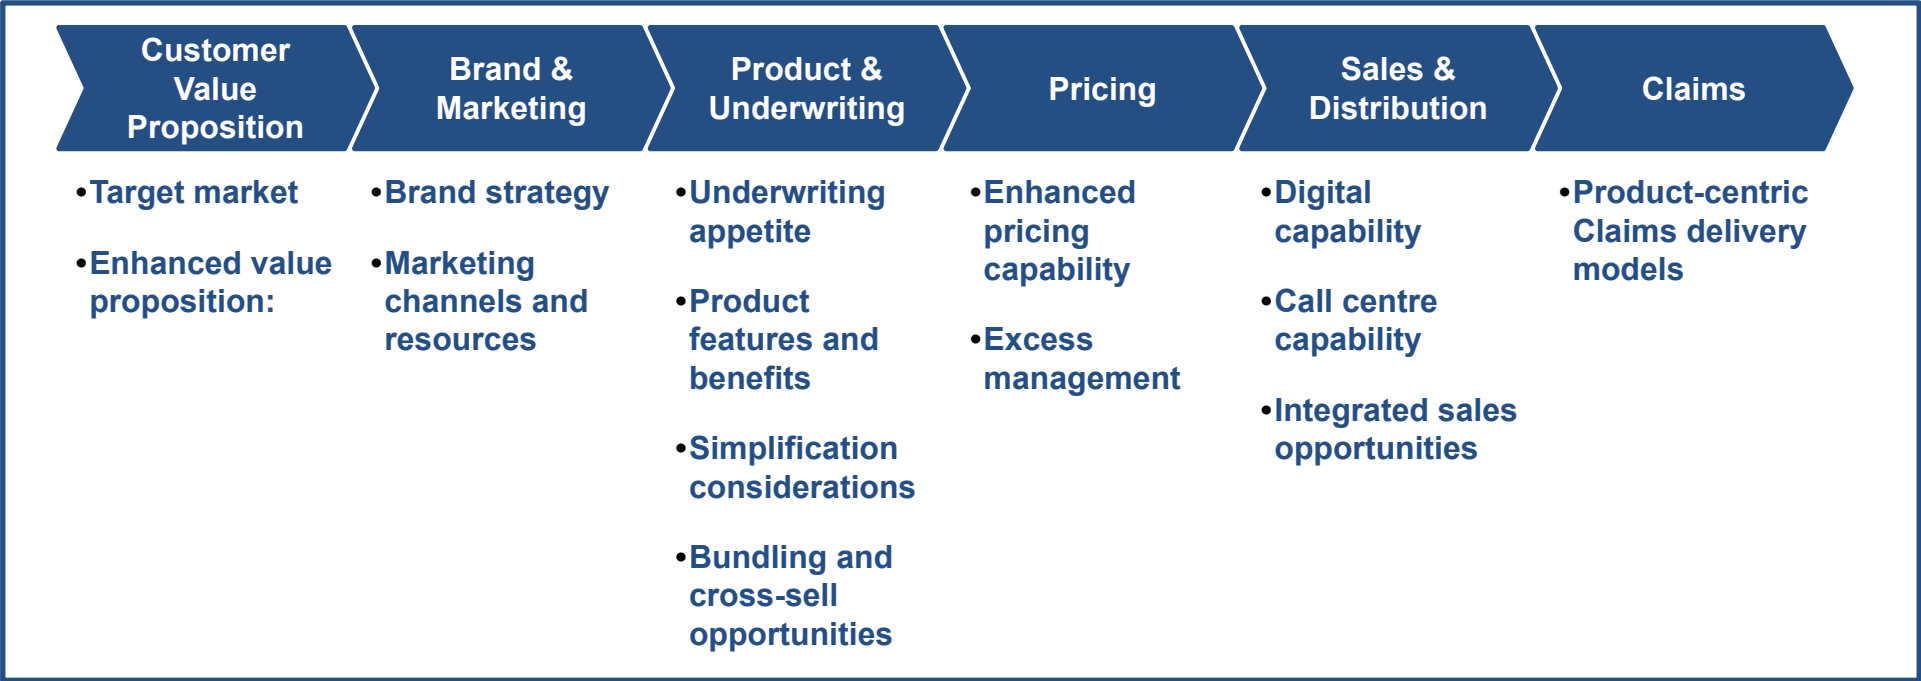 Customer
Value
Proposition
Brand &
Marketing
Product &
Underwriting
Pricing
Sales &
Distribution
Claims
•Target market
•Enhanced value
proposition:
•Brand strategy
•Marketing
channels and
resources
•Underwriting
appetite
•Product
features and
benefits
•Simplification
considerations
•Bundling and
cross-sell
opportunities
•Enhanced
pricing
capability
•Excess
management
•Digital
capability
•Call centre
capability
•Integrated sales
opportunities
•Product-centric
Claims delivery
models